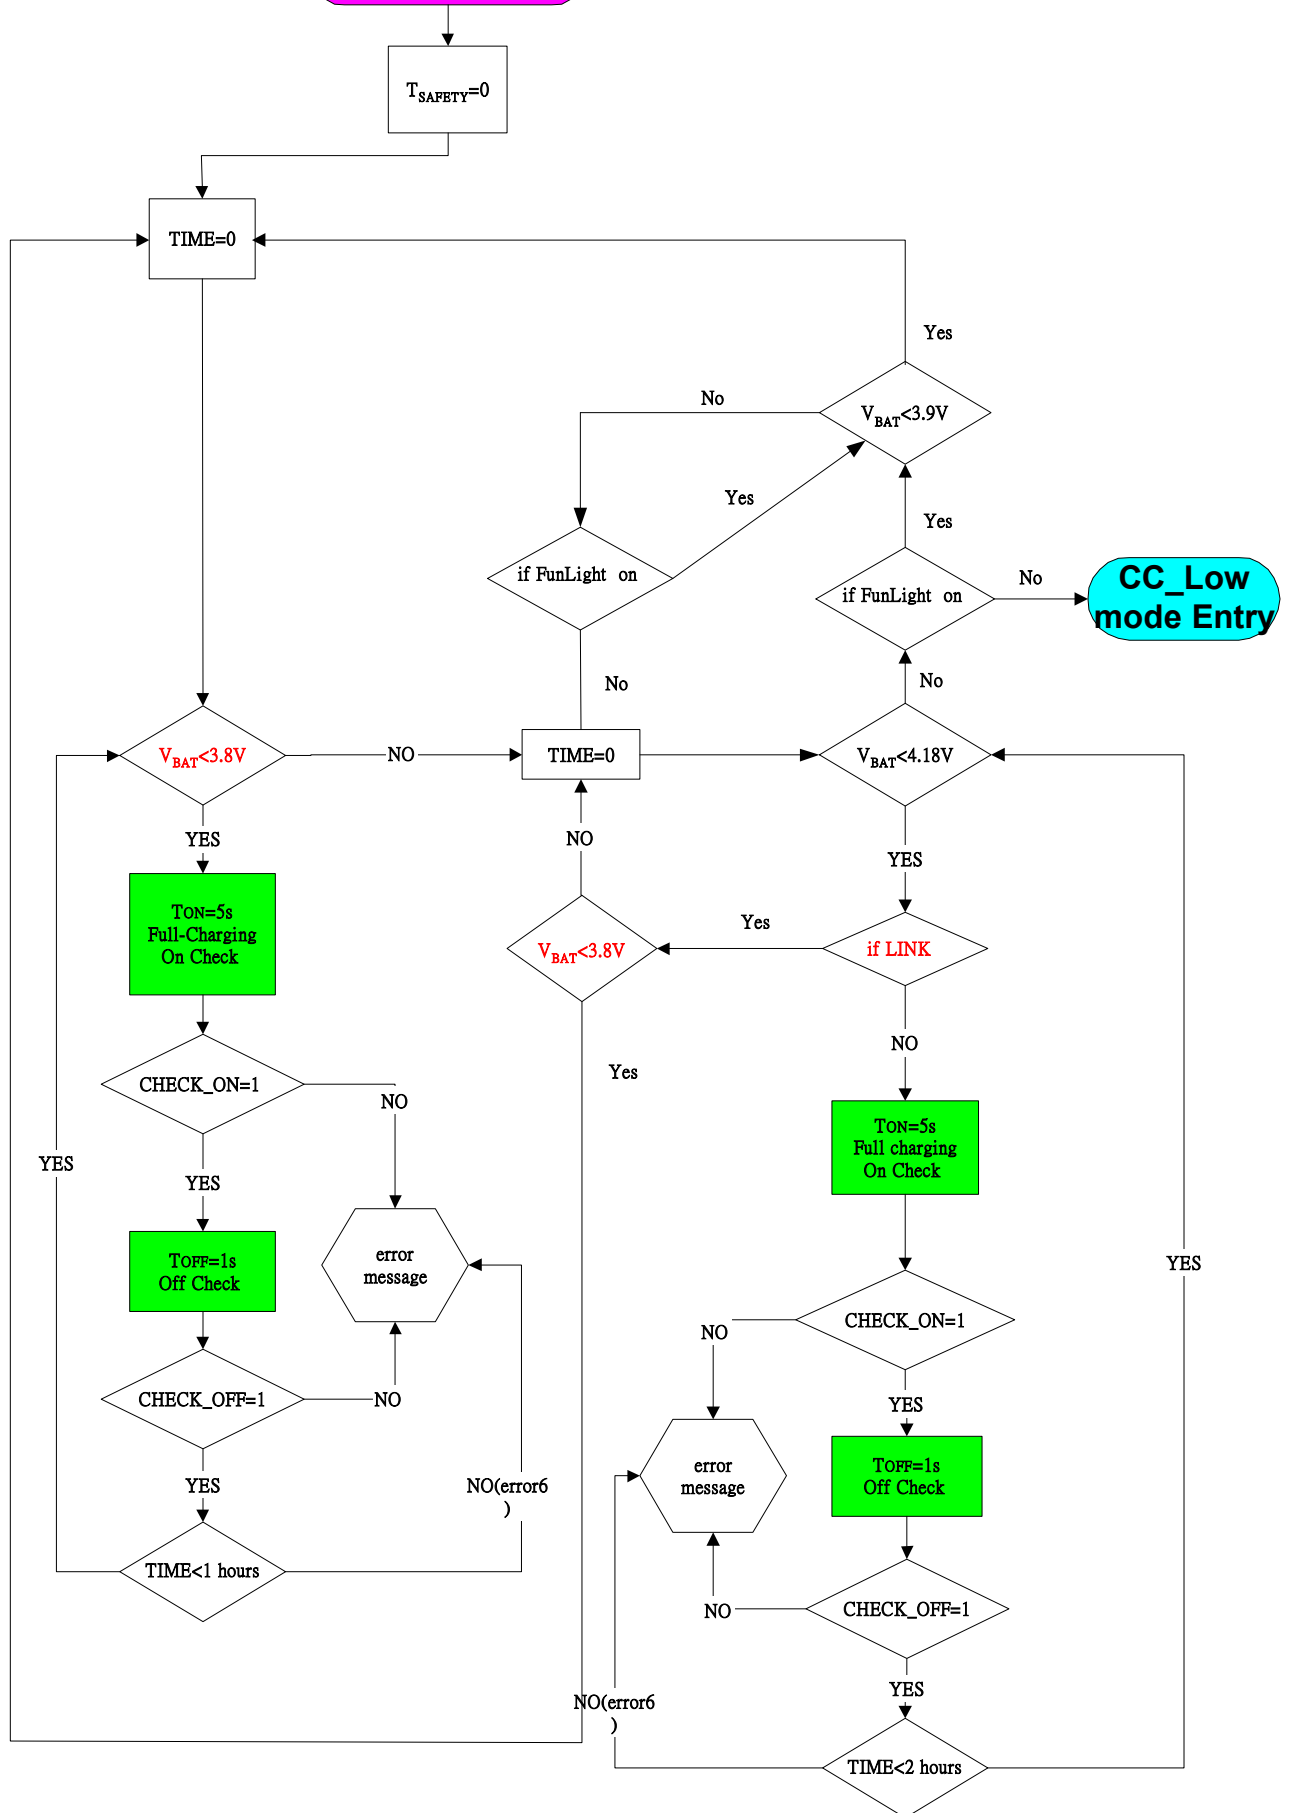 TSAFETY=0
TIME=0
Yes
No
VBAT<3.9V
Yes
Yes
if FunLight on
if FunLight on
No
CC_Low
mode Entry
No
No
VBAT<3.8V
NO
TIME=0
VBAT<4.18V
YES
NO
YES
TON=5s
Full-Charging
On Check
VBAT<3.8V
Yes
if LINK
NO
Yes
CHECK_ON=1
NO
TON=5s
Full charging
On Check
YES
YES
TOFF=1s
Off Check
error
message
YES
CHECK_ON=1
NO
CHECK_OFF=1
NO
YES
YES
NO(error6
)
error
message
TOFF=1s
Off Check
TIME<1 hours
CHECK_OFF=1
NO
YES
NO(error6
)
TIME<2 hours